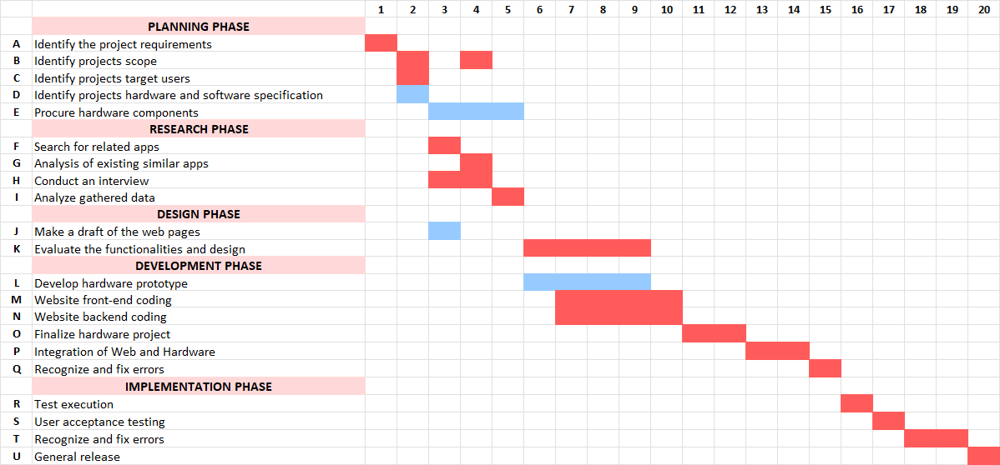 1 2 3 4 5 6 7 8 9 10 11 12 13 14 15 16 17 18 19 20
PLANNING PHASE
A Identify the project requirements
B Identify projects scope
C Identify projects target users
D Identify projects hardware and software specification
E Procure hardware components
RESEARCH PHASE
F Search for related apps
G Analysis of existing similar apps
H Conduct an interview
I Analyze gathered data
DESIGN PHASE
J Make a draft of the web pages
K Evaluate the functionalities and design
DEVELOPMENT PHASE
L Develop hardware prototype
M Website front-end coding
N Website backend coding
O Finalize hardware project
P Integration of Web and Hardware
Q Recognize and fix errors
IMPLEMENTATION PHASE
R Test execution
S User acceptance testing
T Recognize and fix errors
U General release